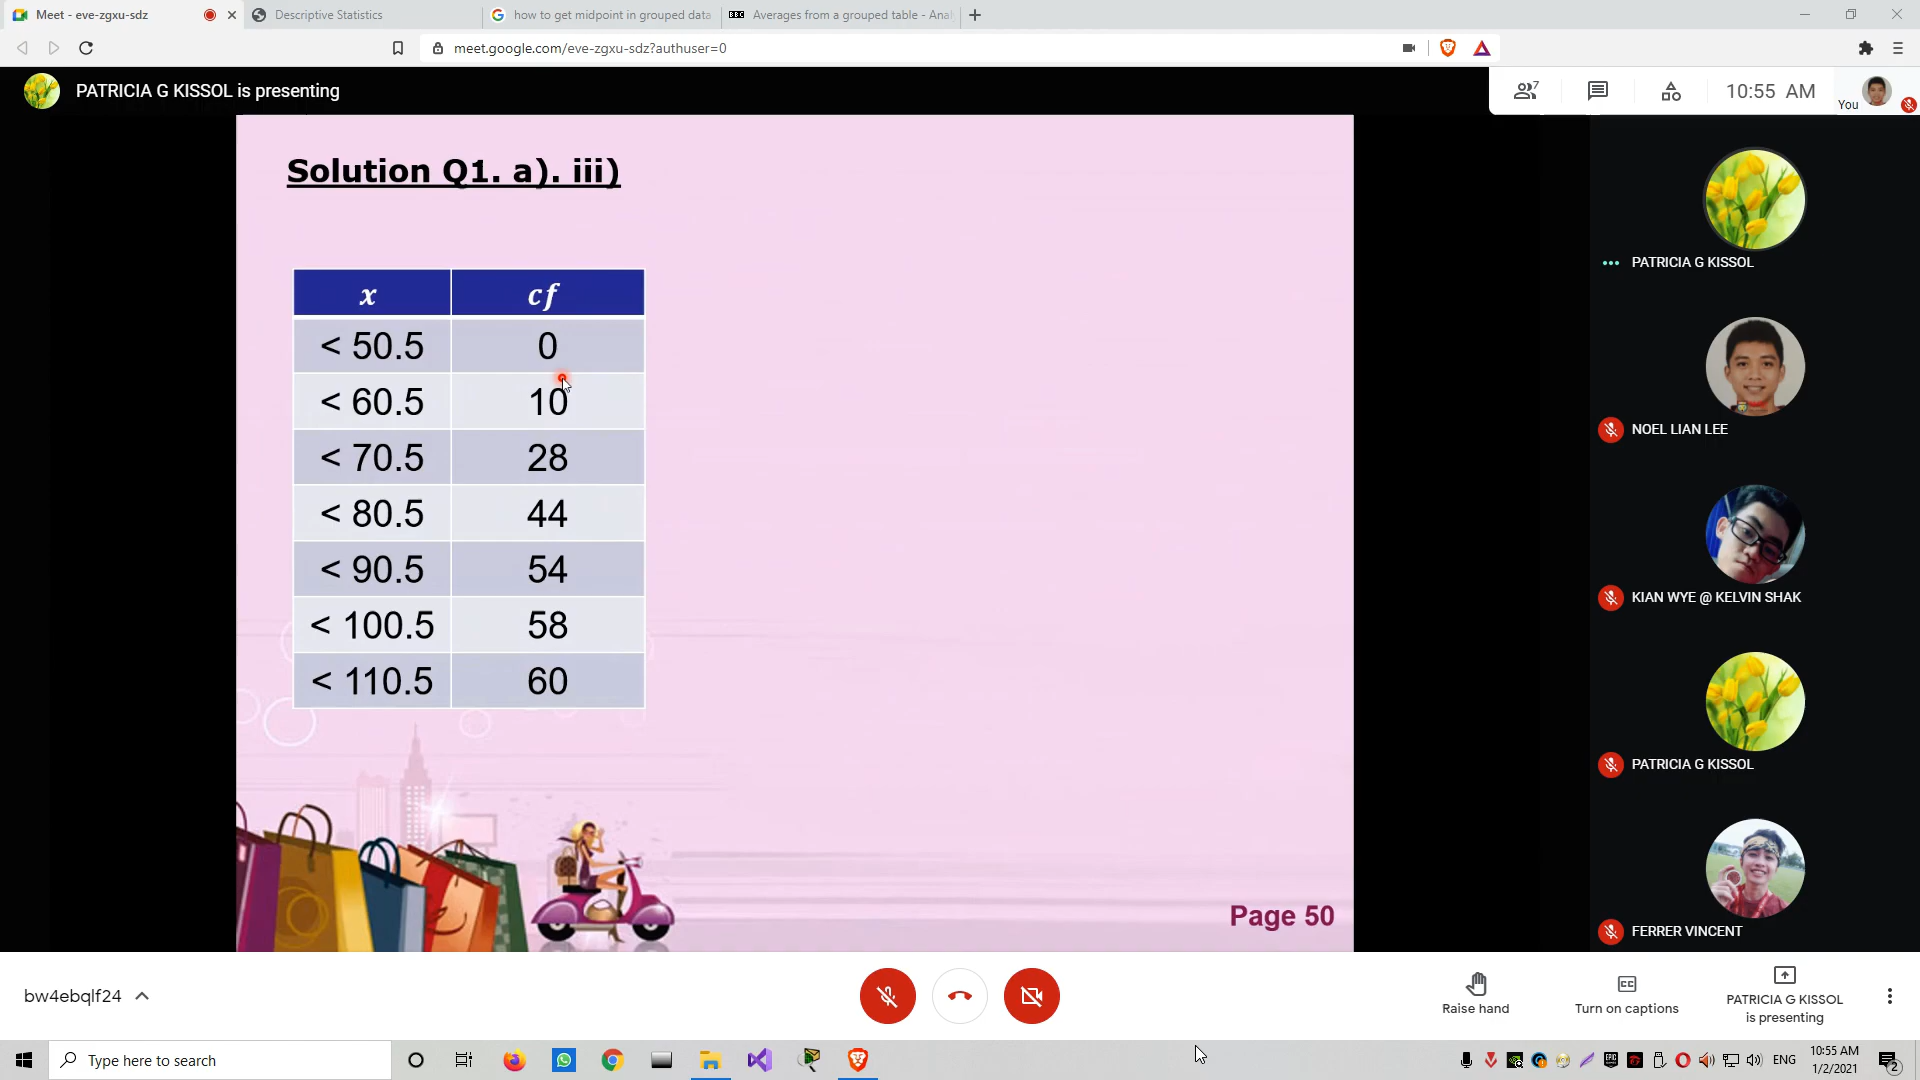 Meet - eve-zgxu-sdz
Descriptive Statistics
how to get midpoint in grouped data
BBC
Averages from a grouped table - Anal
meet.google.com/eve-zgxu-sdz?authuser=0
PATRICIA G KISSOL is presenting
7
10:55 AM
You
Solution Q1. a). iii)
x cf
< 50.5 0
< 60.5 10
< 70.5 28
< 80.5 44
< 90.5 54
< 100.5 58
< 110.5 60
Page 50
PATRICIA G KISSOL
NOEL LIAN LEE
KIAN WYE @ KELVIN SHAK
PATRICIA G KISSOL
FERRER VINCENT
bw4ebqlf24
Raise hand
Turn on captions
PATRICIA G KISSOL
is presenting
Type here to search
ENG
10:55 AM
1/2/2021
2